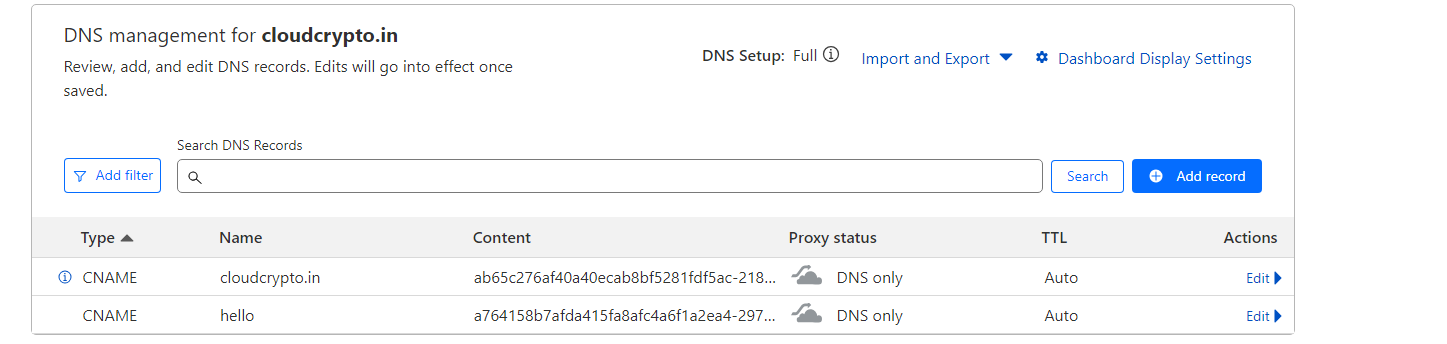 DNS management for cloudcrypto.in
Review, add, and edit DNS records. Edits will go into effect once
saved.
DNS Setup: Full
Import and Export
Dashboard Display Settings
Search DNS Records
Add filter
Search
Add record
Type Name Content Proxy status TTL Actions
CNAME cloudcrypto.in ab65c276af40a40ecab8bf5281fdf5ac-218... DNS only Auto Edit
CNAME hello a764158b7afda415fa8afc4a6f1a2ea4-297... DNS only Auto Edit